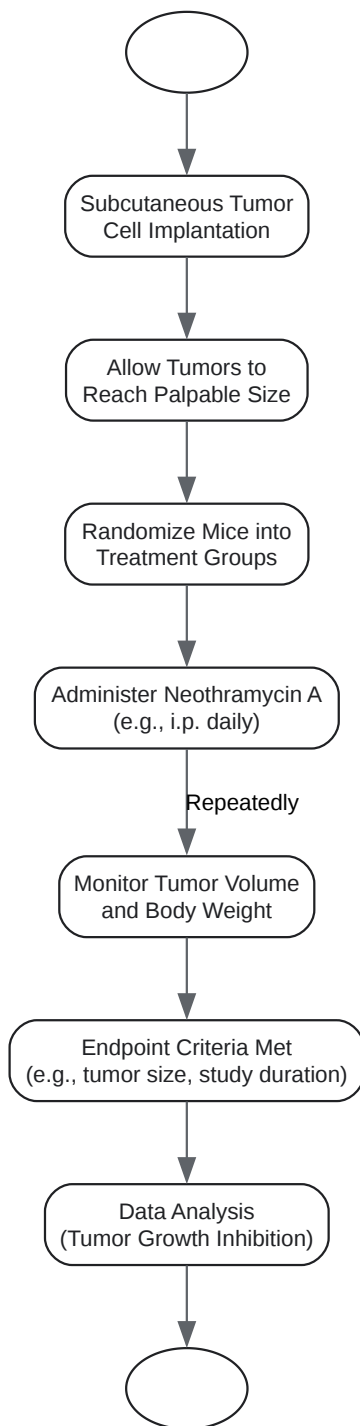 Subcutaneous Tumor
Cell Implantation
Allow Tumors to
Reach Palpable Size
Randomize Mice into
Treatment Groups
Administer Neothramycin A
(e.g., i.p. daily)
Repeatedly
Monitor Tumor Volume
and Body Weight
Endpoint Criteria Met
(e.g., tumor size, study duration)
Data Analysis
(Tumor Growth Inhibition)